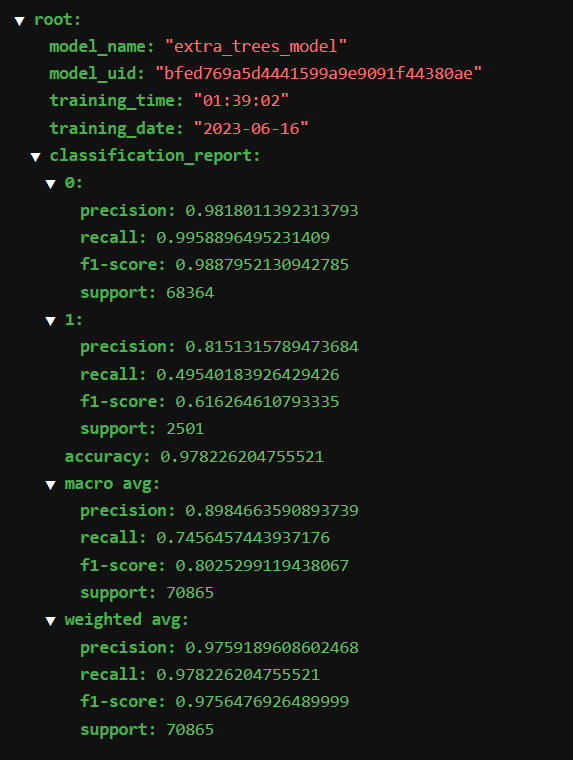 root:
model_name: "extra_trees_model"
model_uid: "bfed769a5d4441599a9e9091f44380ae"
training_time: "01:39:02"
training_date: "2023-06-16"
classification_report:
0:
precision: 0.9818011392313793
recall: 0.9958896495231409
f1-score: 0.9887952130942785
support: 68364
1:
precision: 0.8151315789473684
recall: 0.49540183926429426
f1-score: 0.616264610793335
support: 2501
accuracy: 0.978226204755521
macro avg:
precision: 0.8984663590893739
recall: 0.7456457443937176
f1-score: 0.8025299119438067
support: 70865
weighted avg:
precision: 0.9759189608602468
recall: 0.978226204755521
f1-score: 0.9756476926489999
support: 70865